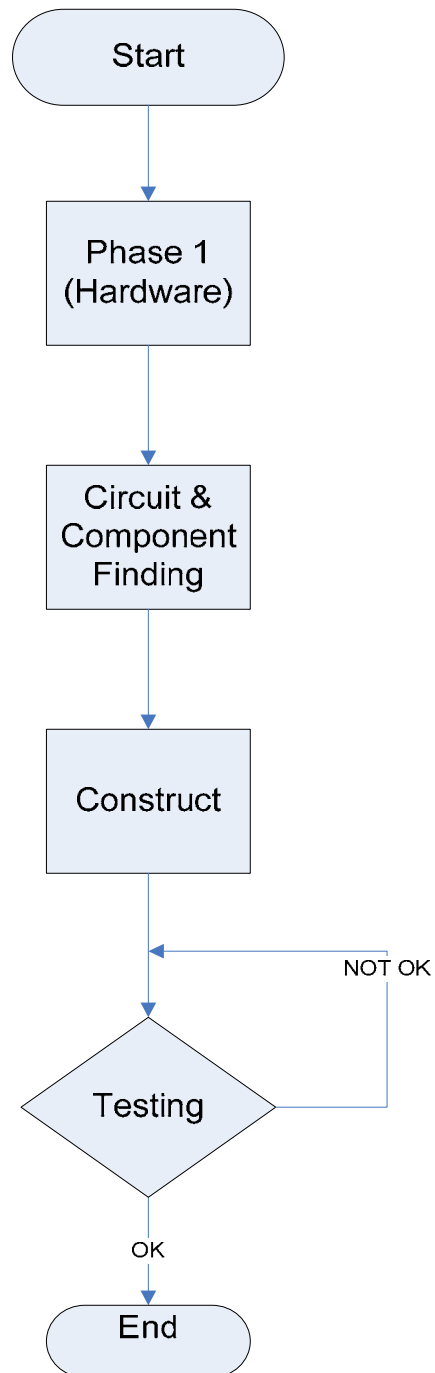 Start
Phase 1
(Hardware)
Circuit &
Component
Finding
Construct
NOT OK
Testing
OK
End